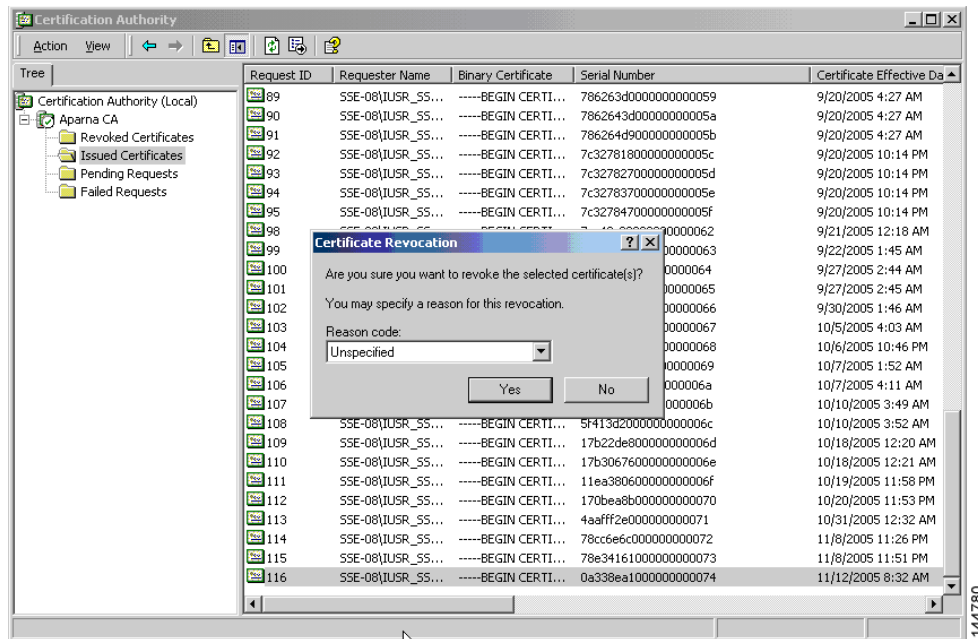 Certification Authority
Action View
Tree
Request ID Requester Name Binary Certificate Serial Number Certificate Effective Da
Certification Authority (Local)
Aparna CA
Revoked Certificates
Issued Certificates
Pending Requests
Failed Requests
89 SSE-08\IUSR_SS... -----BEGIN CERTI... 786263d0000000000059 9/20/2005 4:27 AM
90 SSE-08\IUSR_SS... -----BEGIN CERTI... 7862643d00000000005a 9/20/2005 4:27 AM
91 SSE-08\IUSR_SS... -----BEGIN CERTI... 786264d900000000005b 9/20/2005 4:27 AM
92 SSE-08\IUSR_SS... -----BEGIN CERTI... 7c32781800000000005c 9/20/2005 10:14 PM
93 SSE-08\IUSR_SS... -----BEGIN CERTI... 7c32782700000000005d 9/20/2005 10:14 PM
94 SSE-08\IUSR_SS... -----BEGIN CERTI... 7c32783700000000005e 9/20/2005 10:14 PM
95 SSE-08\IUSR_SS... -----BEGIN CERTI... 7c32784700000000005f 9/20/2005 10:14 PM
98 0000062 9/21/2005 12:18 AM
99 0000063 9/22/2005 1:45 AM
100 0000064 9/27/2005 2:44 AM
101 0000065 9/27/2005 2:45 AM
102 0000066 9/30/2005 1:46 AM
103 0000067 10/5/2005 4:03 AM
104 0000068 10/6/2005 10:46 PM
105 0000069 10/7/2005 1:52 AM
106 000006a 10/7/2005 4:11 AM
107 000006b 10/10/2005 3:49 AM
108 SSE-08\IUSR_SS... -----BEGIN CERTI... 5f413d2000000000006c 10/10/2005 3:52 AM
109 SSE-08\IUSR_SS... -----BEGIN CERTI... 17b22de800000000006d 10/18/2005 12:20 AM
110 SSE-08\IUSR_SS... -----BEGIN CERTI... 17b3067600000000006e 10/18/2005 12:21 AM
111 SSE-08\IUSR_SS... -----BEGIN CERTI... 11ea380600000000006f 10/19/2005 11:58 PM
112 SSE-08\IUSR_SS... -----BEGIN CERTI... 170bea8b000000000070 10/20/2005 11:53 PM
113 SSE-08\IUSR_SS... -----BEGIN CERTI... 4aafff2e000000000071 10/31/2005 12:32 AM
114 SSE-08\IUSR_SS... -----BEGIN CERTI... 78cc6e6c000000000072 11/8/2005 11:26 PM
115 SSE-08\IUSR_SS... -----BEGIN CERTI... 78e34161000000000073 11/8/2005 11:51 PM
116 SSE-08\IUSR_SS... -----BEGIN CERTI... 0a338ea1000000000074 11/12/2005 8:32 AM
Certificate Revocation
Are you sure you want to revoke the selected certificate(s)?
You may specify a reason for this revocation.
Reason code:
Unspecified
Yes No
144780